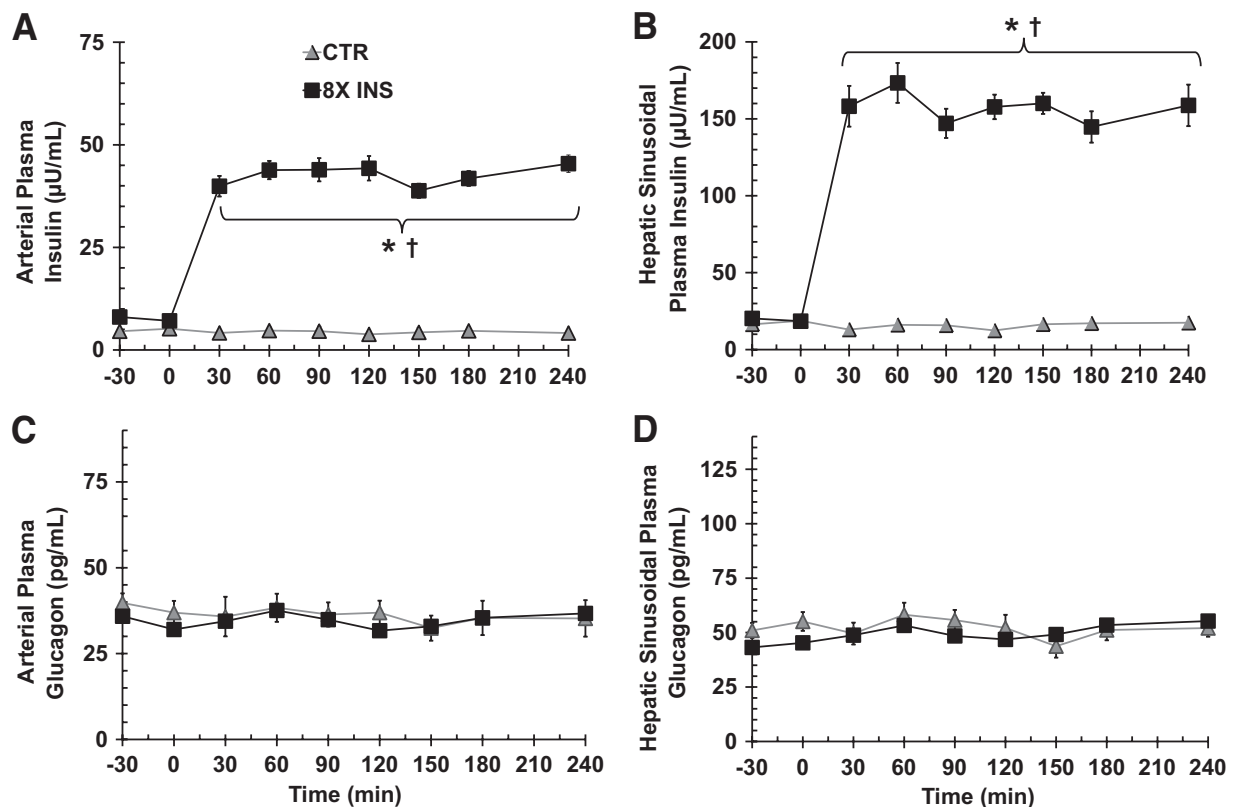 A
75
50
25
0
-30 0 30 60 90 120 150 180 210 240
Arterial Plasma
Insulin (µU/mL)
CTR
8X INS
* †
B
200
150
100
50
0
-30 0 30 60 90 120 150 180 210 240
Hepatic Sinusoidal
Plasma Insulin (µU/mL)
* †
C
75
50
25
0
-30 0 30 60 90 120 150 180 210 240
Arterial Plasma
Glucagon (pg/mL)
Time (min)
D
125
100
75
50
25
0
-30 0 30 60 90 120 150 180 210 240
Hepatic Sinusoidal Plasma
Glucagon (pg/mL)
Time (min)